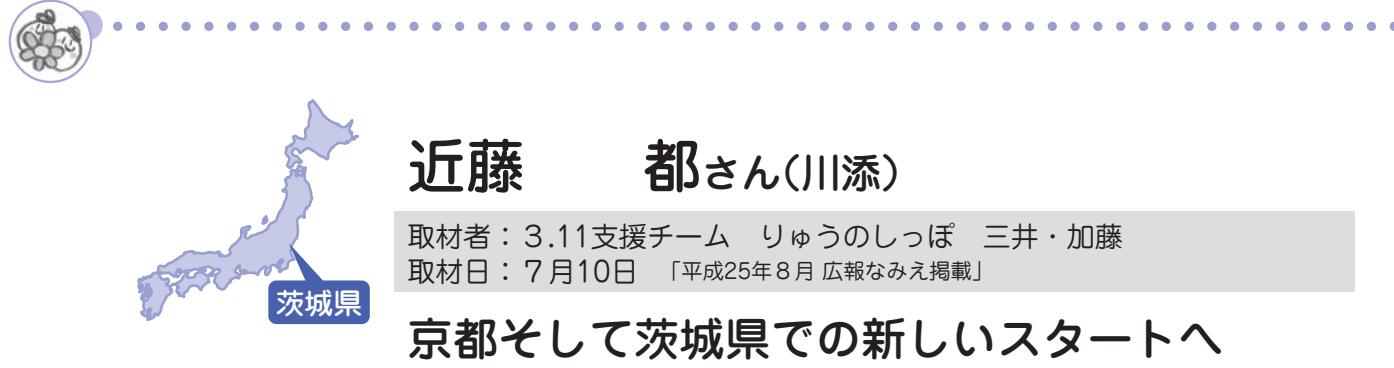 近藤　　都さん（川添）
取材者：３.11支援チーム　りゅうのしっぽ　三井・加藤
取材日：７月10日　「平成25年８月 広報なみえ掲載」
茨城県
京都そして茨城県での新しいスタートへ